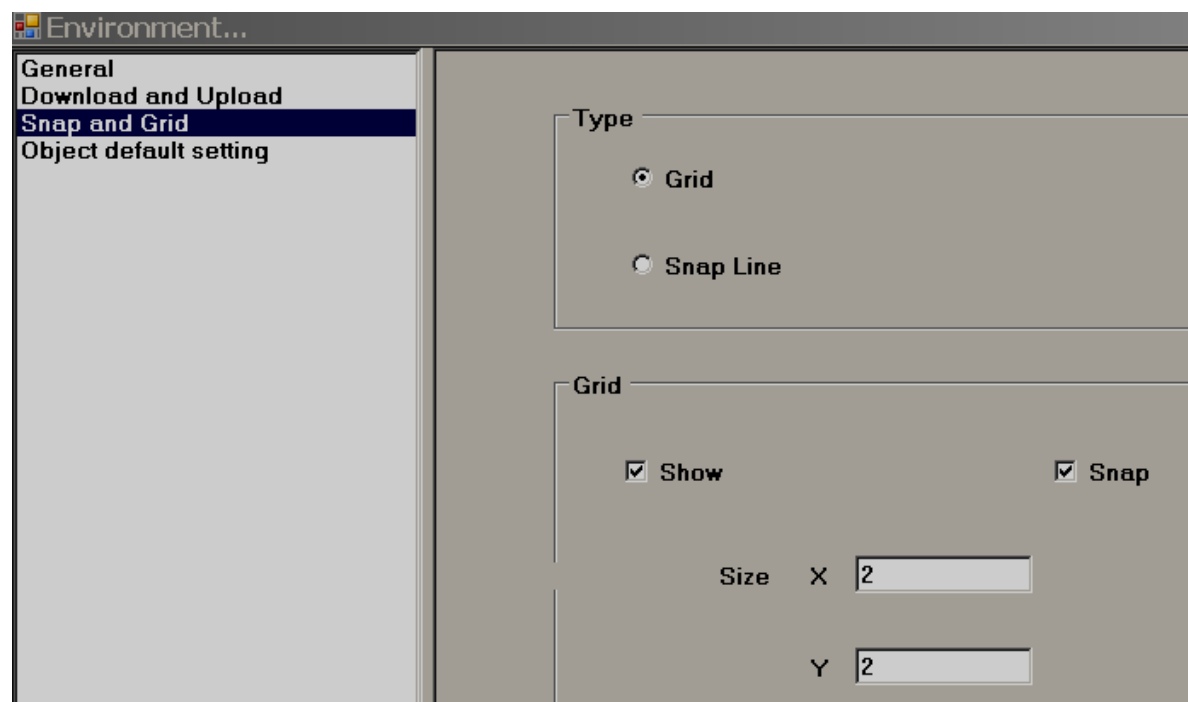 Environment...
General
Download and Upload
Snap and Grid
Object default setting
Type
Grid
Snap Line
Grid
Show
Snap
Size X 2
Y 2